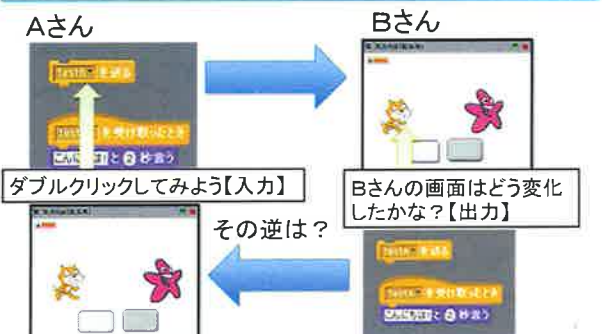 Aさん
Bさん
を送る
を受け取ったとき
こんにちは!と 2 秒言う
ダブルクリックしてみよう【入力】
Bさんの画面はどう変化
したかな?【出力】
その逆は?
を送る
を受け取ったとき
こんにちは!と 2 秒言う